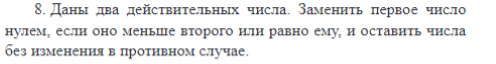 8. Даны два действительных числа. Заменить первое число
нулем, если оно меньше второго или равно ему, и оставить числа
без изменения в противном случае.